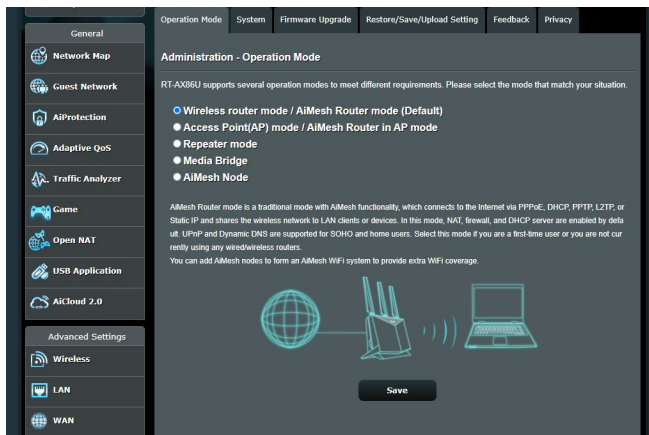 Operation Mode System Firmware Upgrade Restore/Save/Upload Setting Feedback Privacy
General
Network Map
Guest Network
AiProtection
Adaptive QoS
Traffic Analyzer
Game
Open NAT
USB Application
AiCloud 2.0
Advanced Settings
Wireless
LAN
WAN
Administration - Operation Mode
RT-AX86U supports several operation modes to meet different requirements. Please select the mode that match your situation.
Wireless router mode / AiMesh Router mode (Default)
Access Point(AP) mode / AiMesh Router in AP mode
Repeater mode
Media Bridge
AiMesh Node
AiMesh Router mode is a traditional mode with AiMesh functionality, which connects to the Internet via PPPoE, DHCP, PPTP, L2TP, or
Static IP and shares the wireless network to LAN clients or devices. In this mode, NAT, firewall, and DHCP server are enabled by defa
ult. UPnP and Dynamic DNS are supported for SOHO and home users. Select this mode if you are a first-time user or you are not cur
rently using any wired/wireless routers.
You can add AiMesh nodes to form an AiMesh WiFi system to provide extra WiFi coverage.
Save